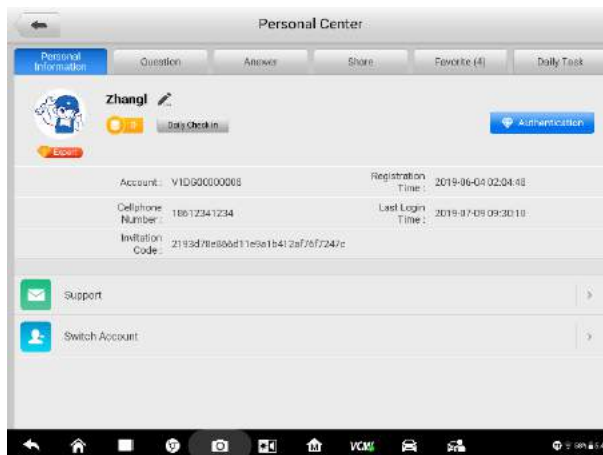 Personal Center
Personal Information
Question
Answer
Share
Favorite (4)
Daily Task
Zhangl
Daily Check in
Authentication
Expert
Account: V1DG00000008
Registration Time: 2019-06-04 02:04:48
Cellphone Number: 18612341234
Last Login Time: 2019-07-09 09:30:10
Invitation Code:
Support
Switch Account
VCMI